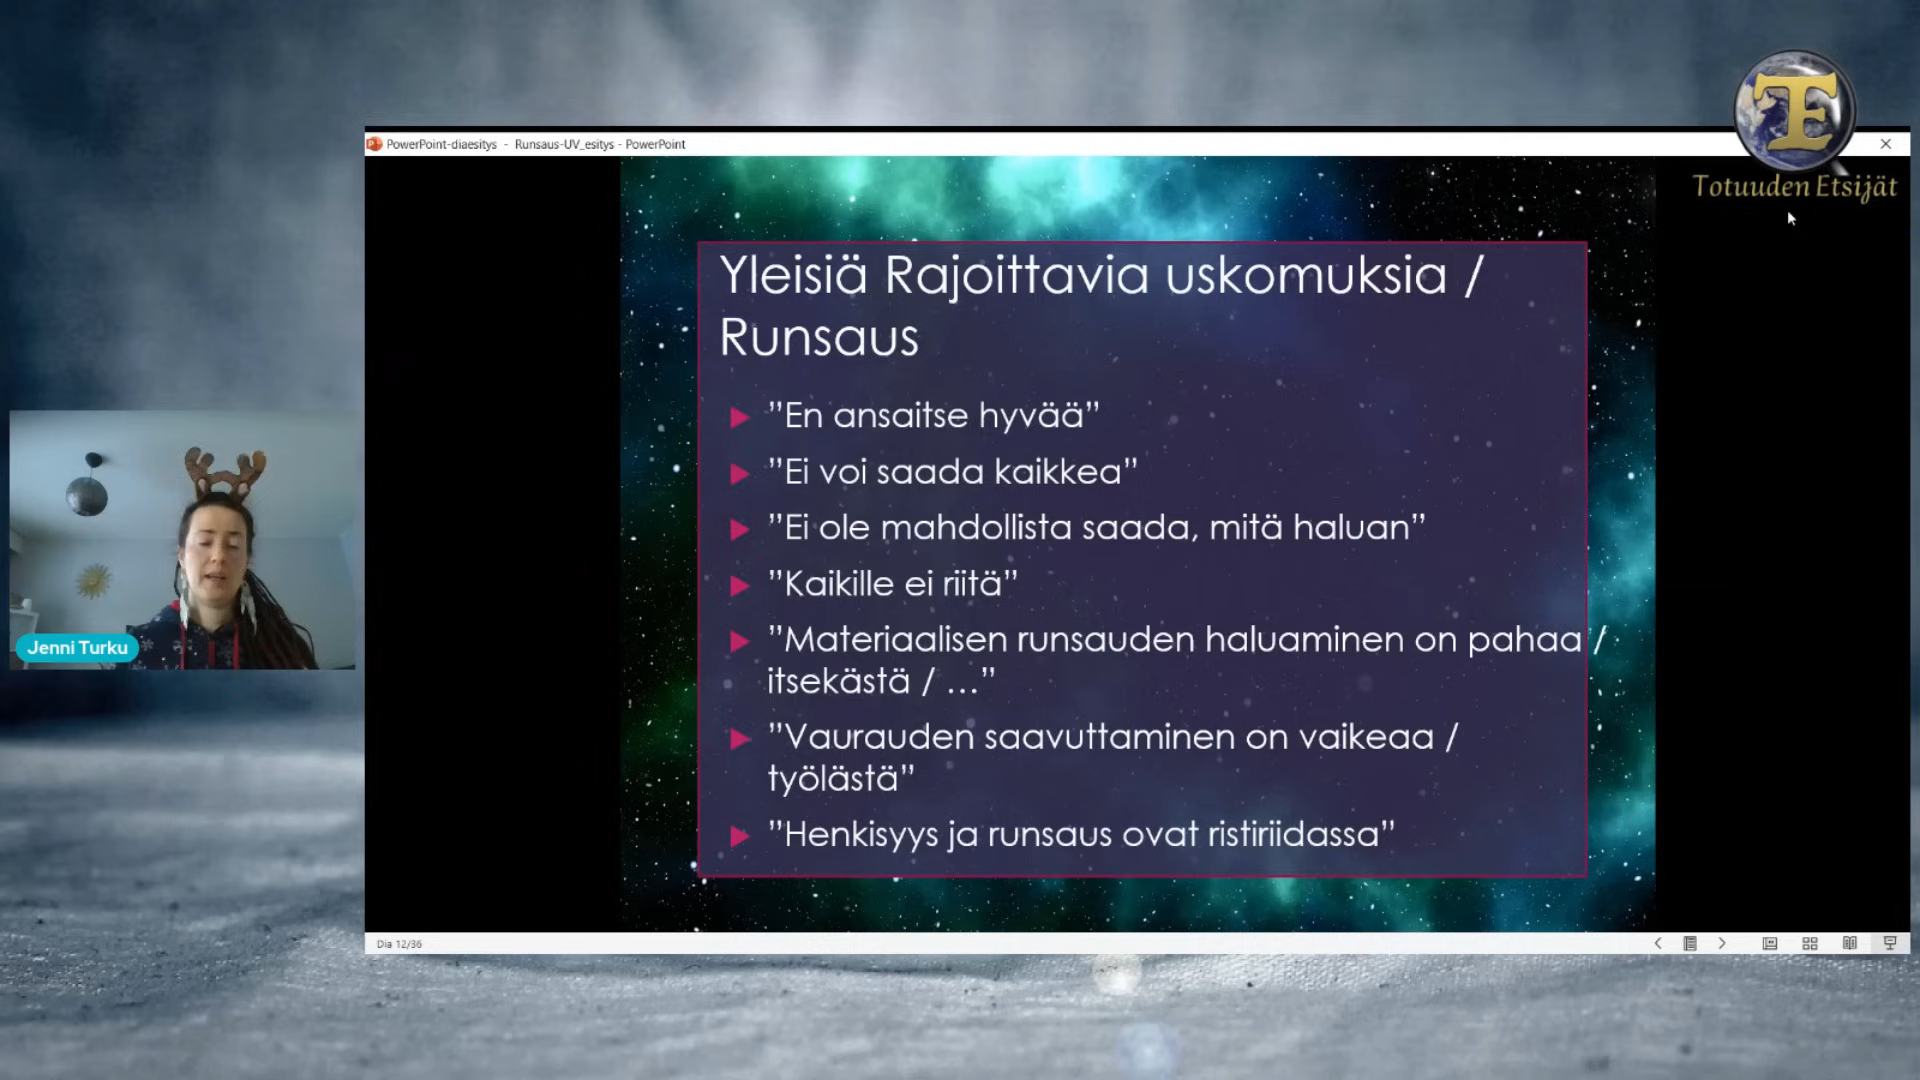 PowerPoint-diaesitys - Runsaus-UV_esitys - PowerPoint
TE
Totuuden Etsijät
Yleisiä Rajoittavia uskomuksia /
Runsaus
”En ansaitse hyvää”
”Ei voi saada kaikkea”
”Ei ole mahdollista saada, mitä haluan”
”Kaikille ei riitä”
”Materiaalisen runsauden haluaminen on pahaa /
itsekästä / ...”
”Vaurauden saavuttaminen on vaikeaa /
työlästä”
”Henkisyys ja runsaus ovat ristiriidassa”
Jenni Turku
Dia 12/36